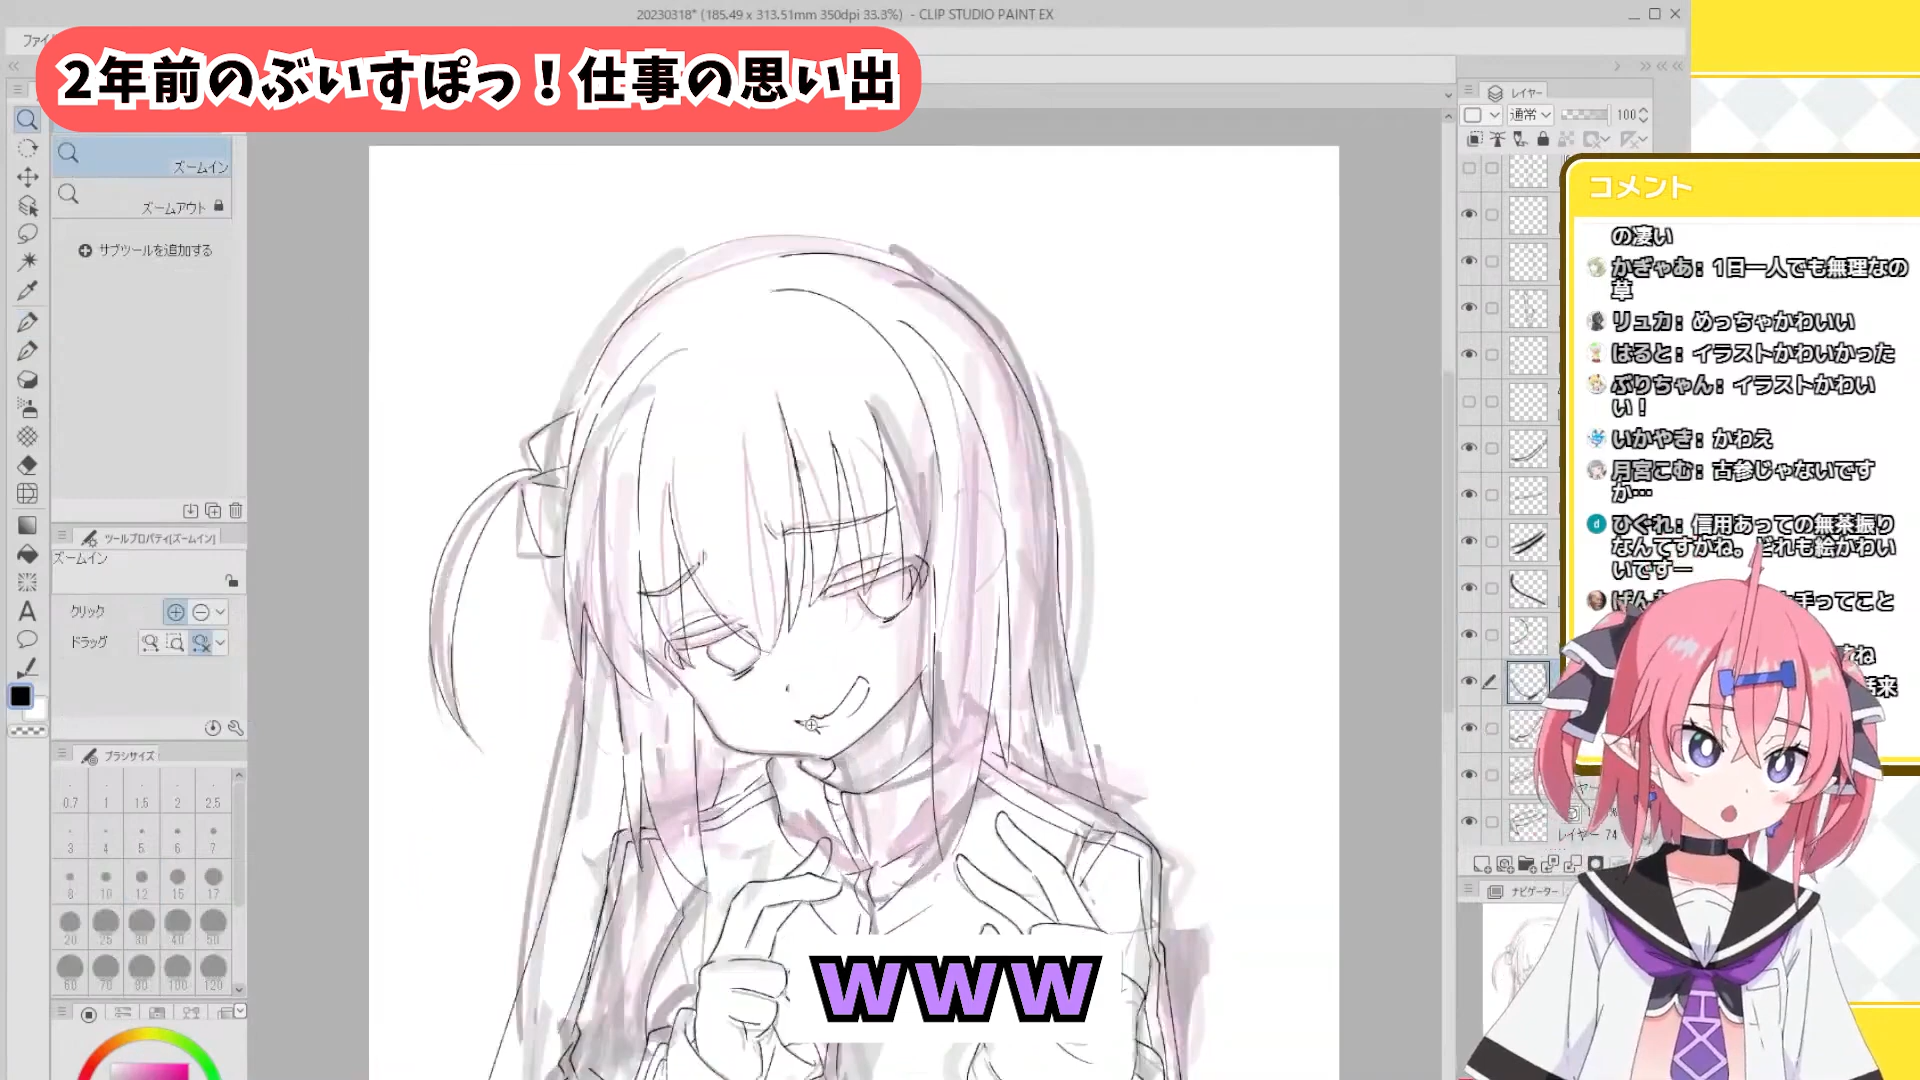 20230318* (185.49 x 313.51mm 350dpi 33.3%) - CLIP STUDIO PAINT EX
2年前のぶいすぽっ！仕事の思い出
ズームイン
ズームアウト
サブツールを追加する
ツールプロパティ[ズームイン]
ズームイン
クリック
ドラッグ
ブラシサイズ
0.7 1 1.5 2 2.5
3 4 5 6 7
8 10 12 15 17
20 25 30 40 50
60 70 80 100 120
レイヤー
通常 100
レイヤー 74
ナビゲーター
コメント
の凄い
かぎゃあ: 1日一人でも無理なの
草
リュカ: めっちゃかわいい
はると: イラストかわいかった
ぷりちゃん: イラストかわい
い！
いかやき: かわえ
月宮こむ: 古参じゃないです
か…
ひぐれ: 信用あっての無茶振り
なんですかね。どれも絵かわい
いですー
手ってこと
www